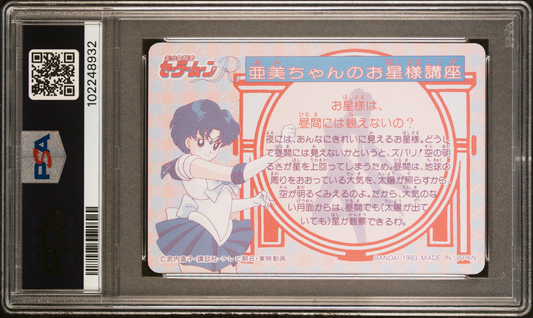 102248932
PSA
美少女戦士
セーラームーンR
亜美ちゃんのお星様講座
お星様は、
昼間には観えないの?
夜には、あんなにきれいに見えるお星様。どうし
て昼間には見えないかというと、ズバリ!空の明
るさが星を上回ってしまうため。昼間は、地球の
周りをおおっている大気を、太陽が照らすから
空が明るくみえるのよ。だから、大気のな
い月面からは、昼間でも(太陽が出て
いても)星が観察できるわ。
©武内直子・講談社・テレビ朝日・東映動画
BANDAI 1993 MADE IN JAPAN